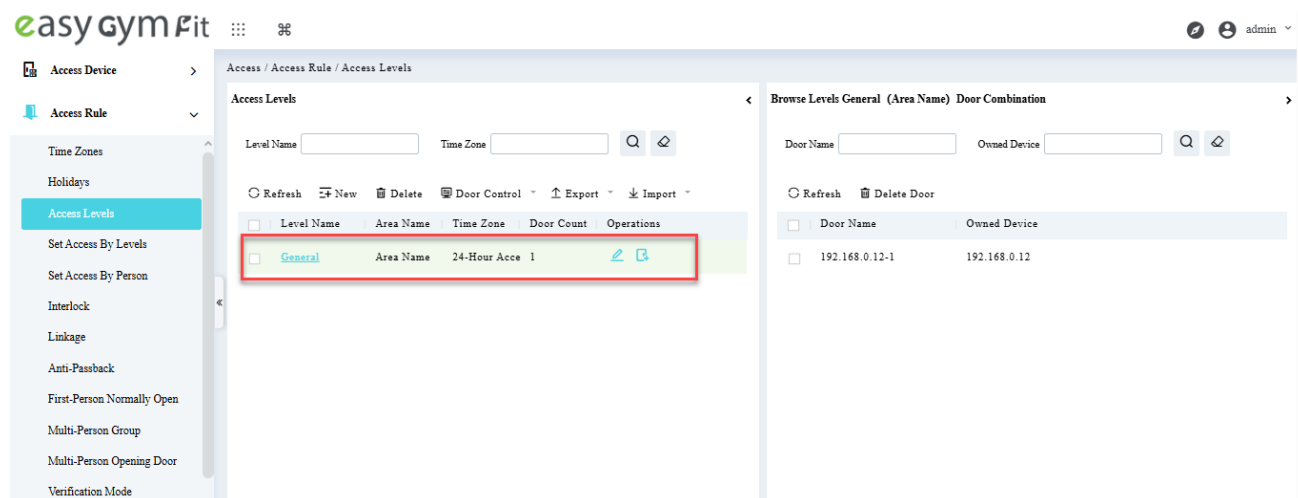 easy Gym Fit
admin
Access Device
Access Rule
Time Zones
Holidays
Access Levels
Set Access By Levels
Set Access By Person
Interlock
Linkage
Anti-Passback
First-Person Normally Open
Multi-Person Group
Multi-Person Opening Door
Verification Mode
Access / Access Rule / Access Levels
Access Levels
Level Name Time Zone
Refresh New Delete Door Control Export Import
Level Name Area Name Time Zone Door Count Operations
General Area Name 24-Hour Acce 1
Browse Levels General (Area Name) Door Combination
Door Name Owned Device
Refresh Delete Door
Door Name Owned Device
192.168.0.12-1 192.168.0.12